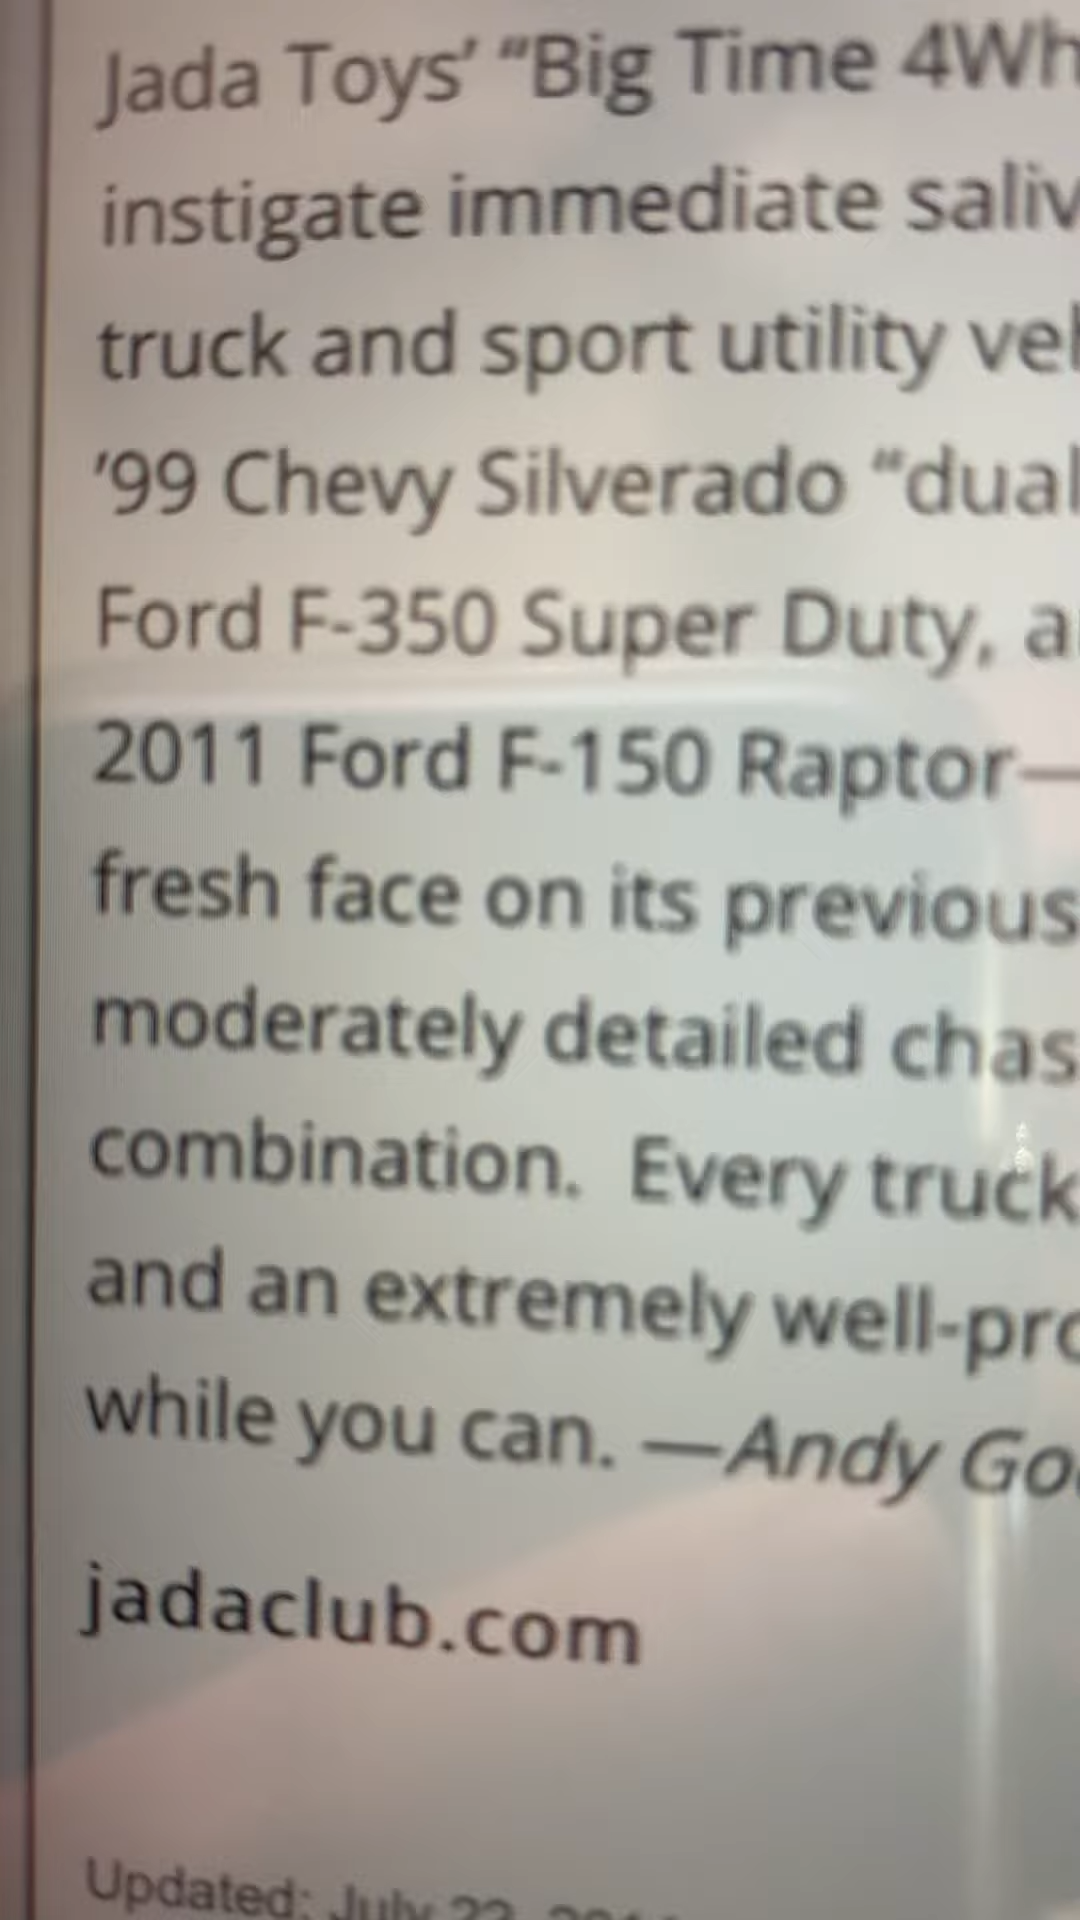 Jada Toys' "Big Time 4Wh
instigate immediate saliv
truck and sport utility veh
'99 Chevy Silverado "dual
Ford F-350 Super Duty, a
2011 Ford F-150 Raptor—
fresh face on its previous
moderately detailed chas
combination. Every truck
and an extremely well-pro
while you can. —Andy Go
jadaclub.com
Updated: July 22,